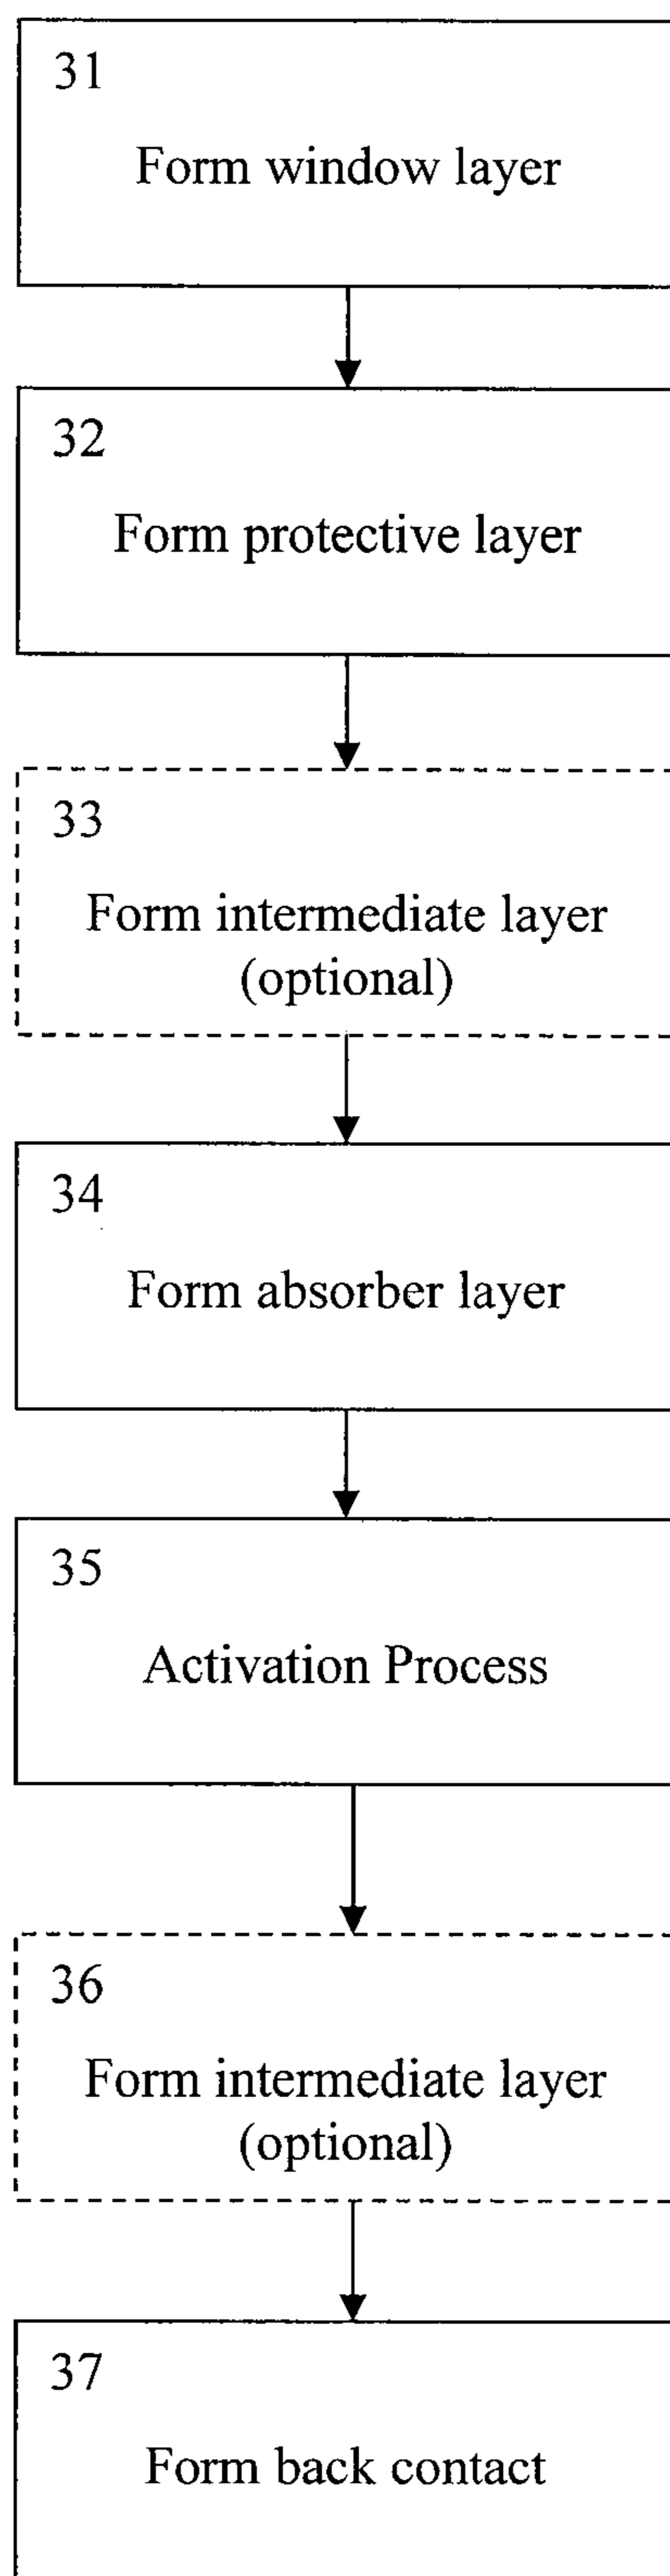 31
Form window layer
32
Form protective layer
33
Form intermediate layer
(optional)
34
Form absorber layer
35
Activation Process
36
Form intermediate layer
(optional)
37
Form back contact